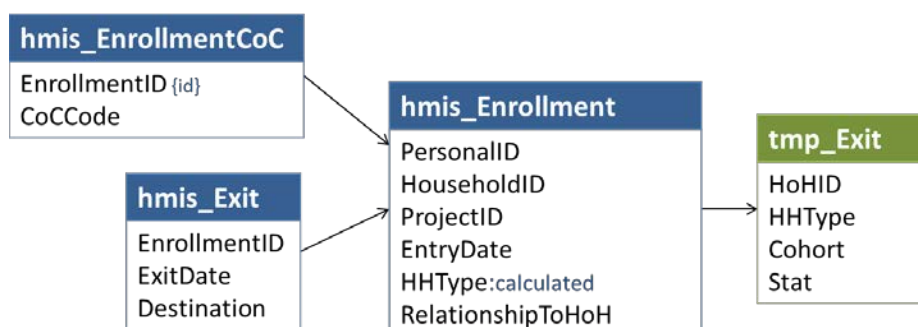 hmis_EnrollmentCoC
EnrollmentID {id}
CoCCode
hmis_Exit
EnrollmentID
ExitDate
Destination
hmis_Enrollment
PersonalID
HouseholdID
ProjectID
EntryDate
HHType:calculated
RelationshipToHoH
tmp_Exit
HoHID
HHType
Cohort
Stat